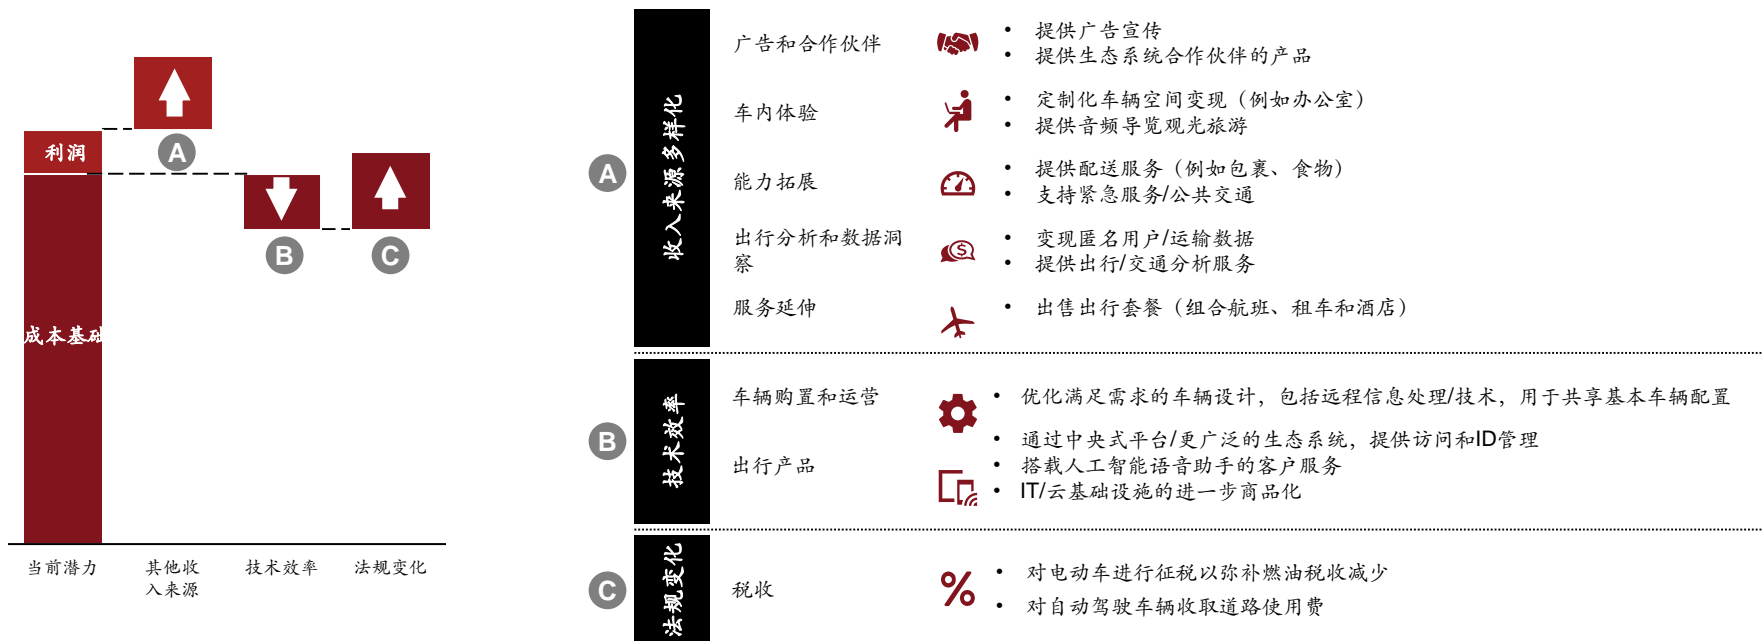 利润
成本基础
A
B
C
当前潜力
其他收
入来源
技术效率
法规变化
A
收入来源多样化
广告和合作伙伴
• 提供广告宣传
• 提供生态系统合作伙伴的产品
车内体验
• 定制化车辆空间变现（例如办公室）
• 提供音频导览观光旅游
能力拓展
• 提供配送服务（例如包裹、食物）
• 支持紧急服务/公共交通
出行分析和数据洞
察
• 变现匿名用户/运输数据
• 提供出行/交通分析服务
服务延伸
• 出售出行套餐（组合航班、租车和酒店）
B
技术效率
车辆购置和运营
• 优化满足需求的车辆设计，包括远程信息处理/技术，用于共享基本车辆配置
出行产品
• 通过中央式平台/更广泛的生态系统，提供访问和ID管理
• 搭载人工智能语音助手的客户服务
• IT/云基础设施的进一步商品化
C
法规变化
税收
%
• 对电动车进行征税以弥补燃油税收减少
• 对自动驾驶车辆收取道路使用费